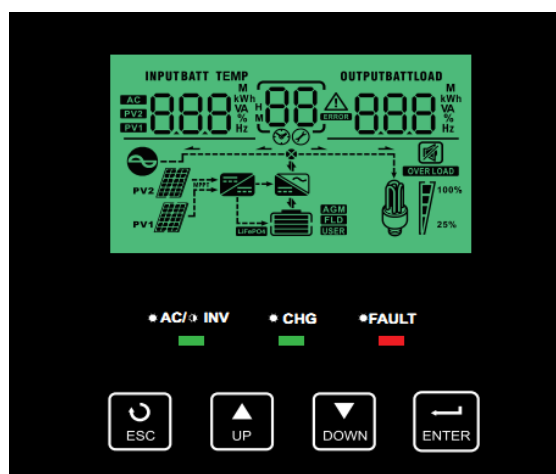 INPUTBATT TEMP OUTPUTBATTLOAD
M M
AC 888 kWh H 88 ERROR 888 kWh
PV2 VA M VA
PV1 % %
Hz Hz
OVER LOAD
PV2 MPPT 100%
AGM
PV1 FLD 25%
LiFePO4 USER
AC/ INV CHG FAULT
ESC UP DOWN ENTER